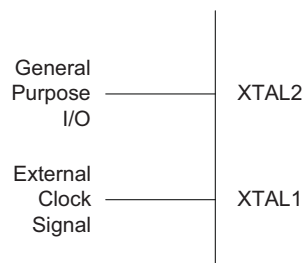 General
Purpose
I/O
XTAL2
External
Clock
Signal
XTAL1